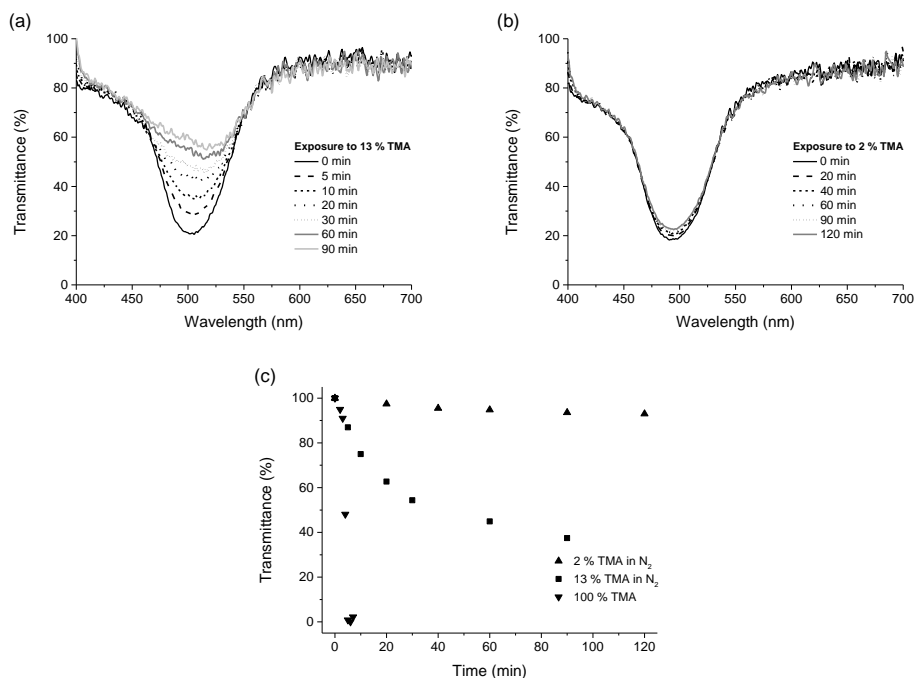 (a)
100
80
60
40
20
0
Transmittance (%)
Exposure to 13 % TMA
0 min
5 min
10 min
20 min
30 min
60 min
90 min
400 450 500 550 600 650 700
Wavelength (nm)
(b)
100
80
60
40
20
0
Transmittance (%)
Exposure to 2 % TMA
0 min
20 min
40 min
60 min
90 min
120 min
400 450 500 550 600 650 700
Wavelength (nm)
(c)
100
80
60
40
20
0
Transmittance (%)
2 % TMA in N₂
13 % TMA in N₂
100 % TMA
0 20 40 60 80 100 120
Time (min)